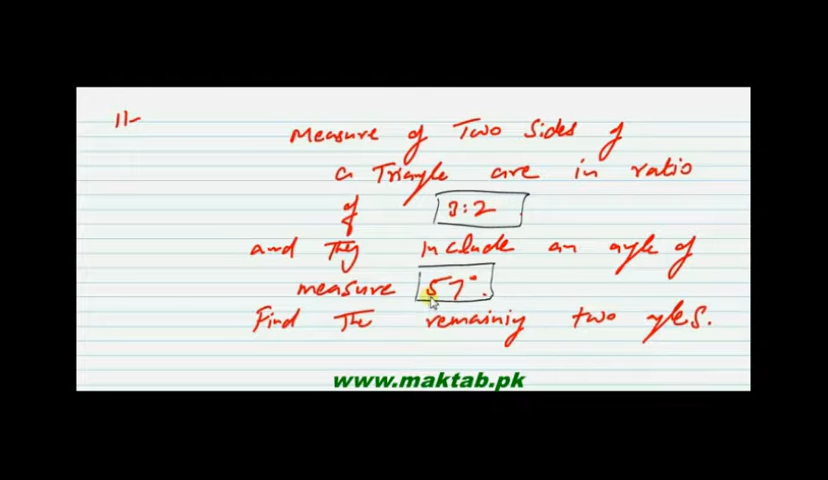 11-
Measure of Two Sides of
a Triangle are in ratio
of 3:2
and They include an angle of
measure 57°.
Find The remaining two angles.
www.maktab.pk